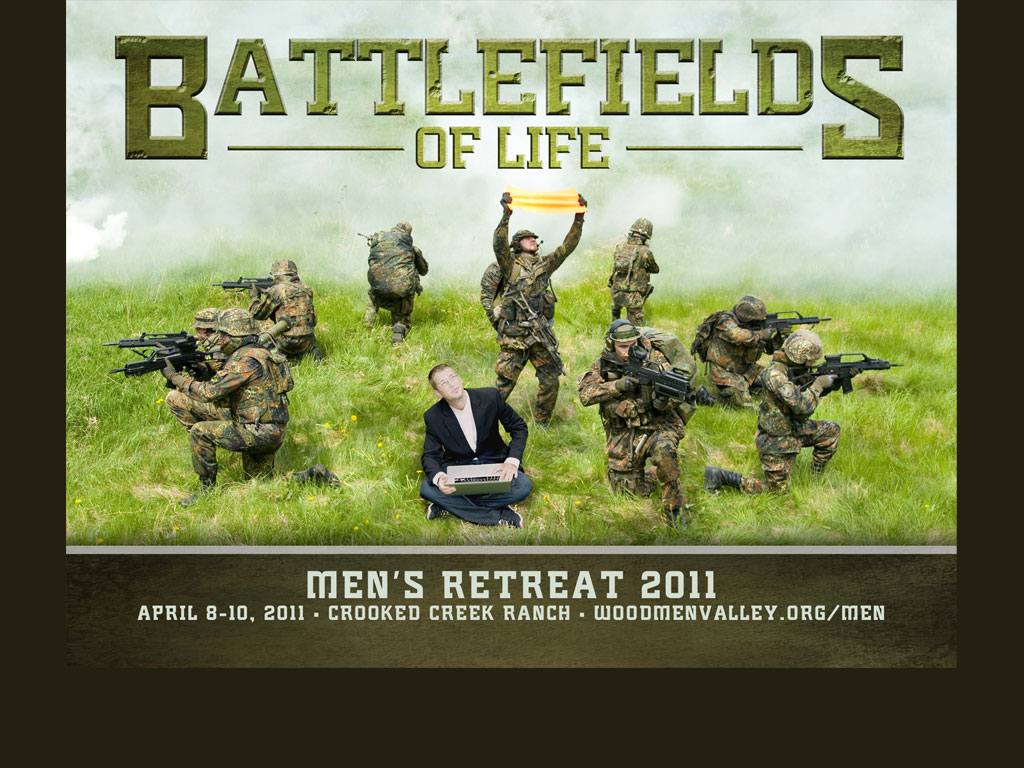 BATTLEFIELDS
OF LIFE
MEN'S RETREAT 2011
APRIL 8-10, 2011 • CROOKED CREEK RANCH • WOODMENVALLEY.ORG/MEN